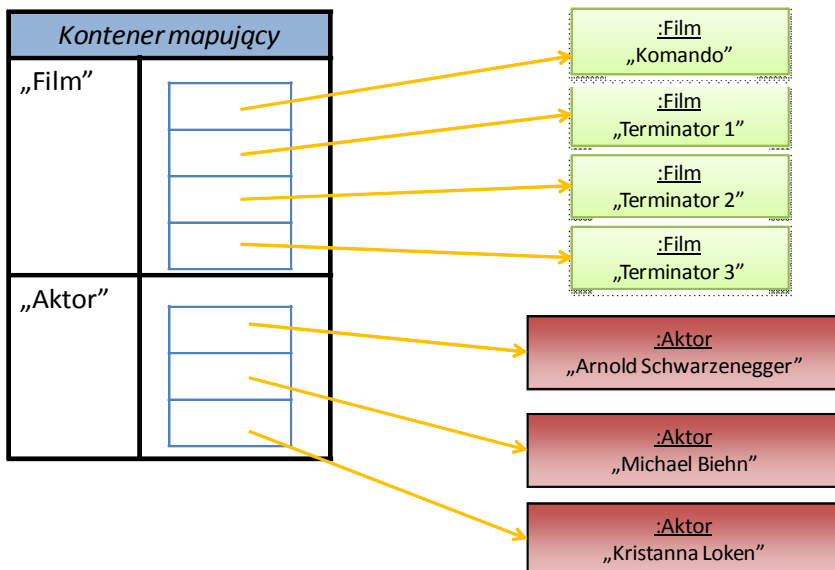 Kontener mapujący
„Film”
:Film
„Komando”
:Film
„Terminator 1”
:Film
„Terminator 2”
:Film
„Terminator 3”
„Aktor”
:Aktor
„Arnold Schwarzenegger”
:Aktor
„Michael Biehn”
:Aktor
„Kristanna Loken”